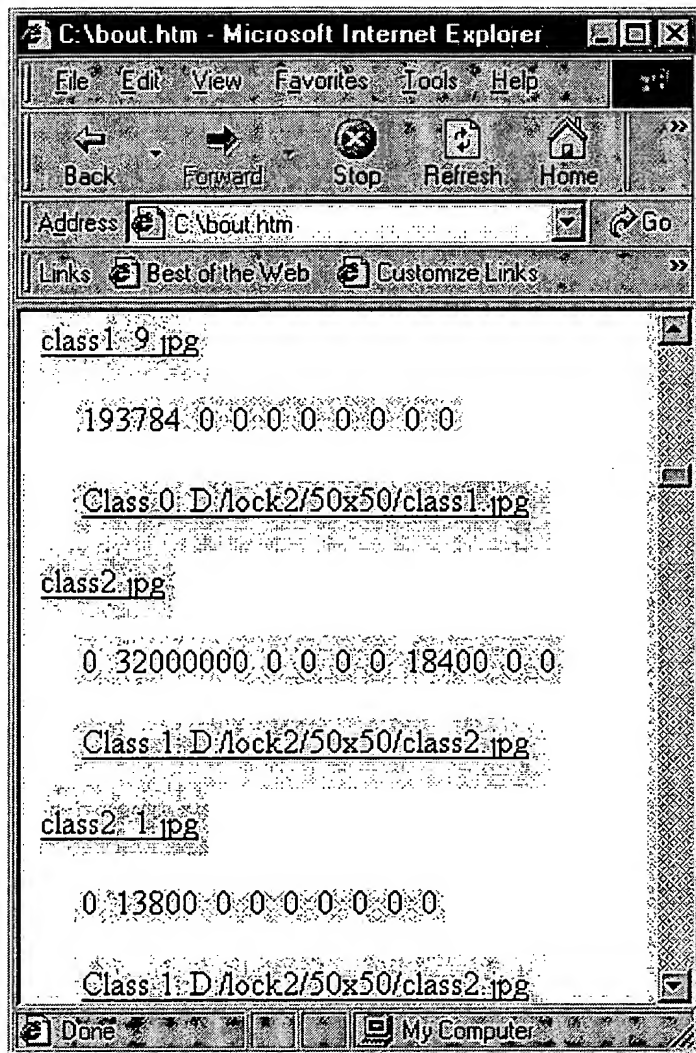 C:\bout.htm - Microsoft Internet Explorer
File Edit View Favorites Tools Help
Back Forward Stop Refresh Home »
Address C:\bout.htm Go
Links Best of the Web Customize Links »
class1_9.jpg
193784 0 0 0 0 0 0 0 0
Class 0: D:/lock2/50x50/class1.jpg
class2.jpg
0 32000000 0 0 0 0 18400 0 0
Class 1: D:/lock2/50x50/class2.jpg
class2_1.jpg
0 13800 0 0 0 0 0 0 0
Class 1: D:/lock2/50x50/class2.jpg
Done My Computer